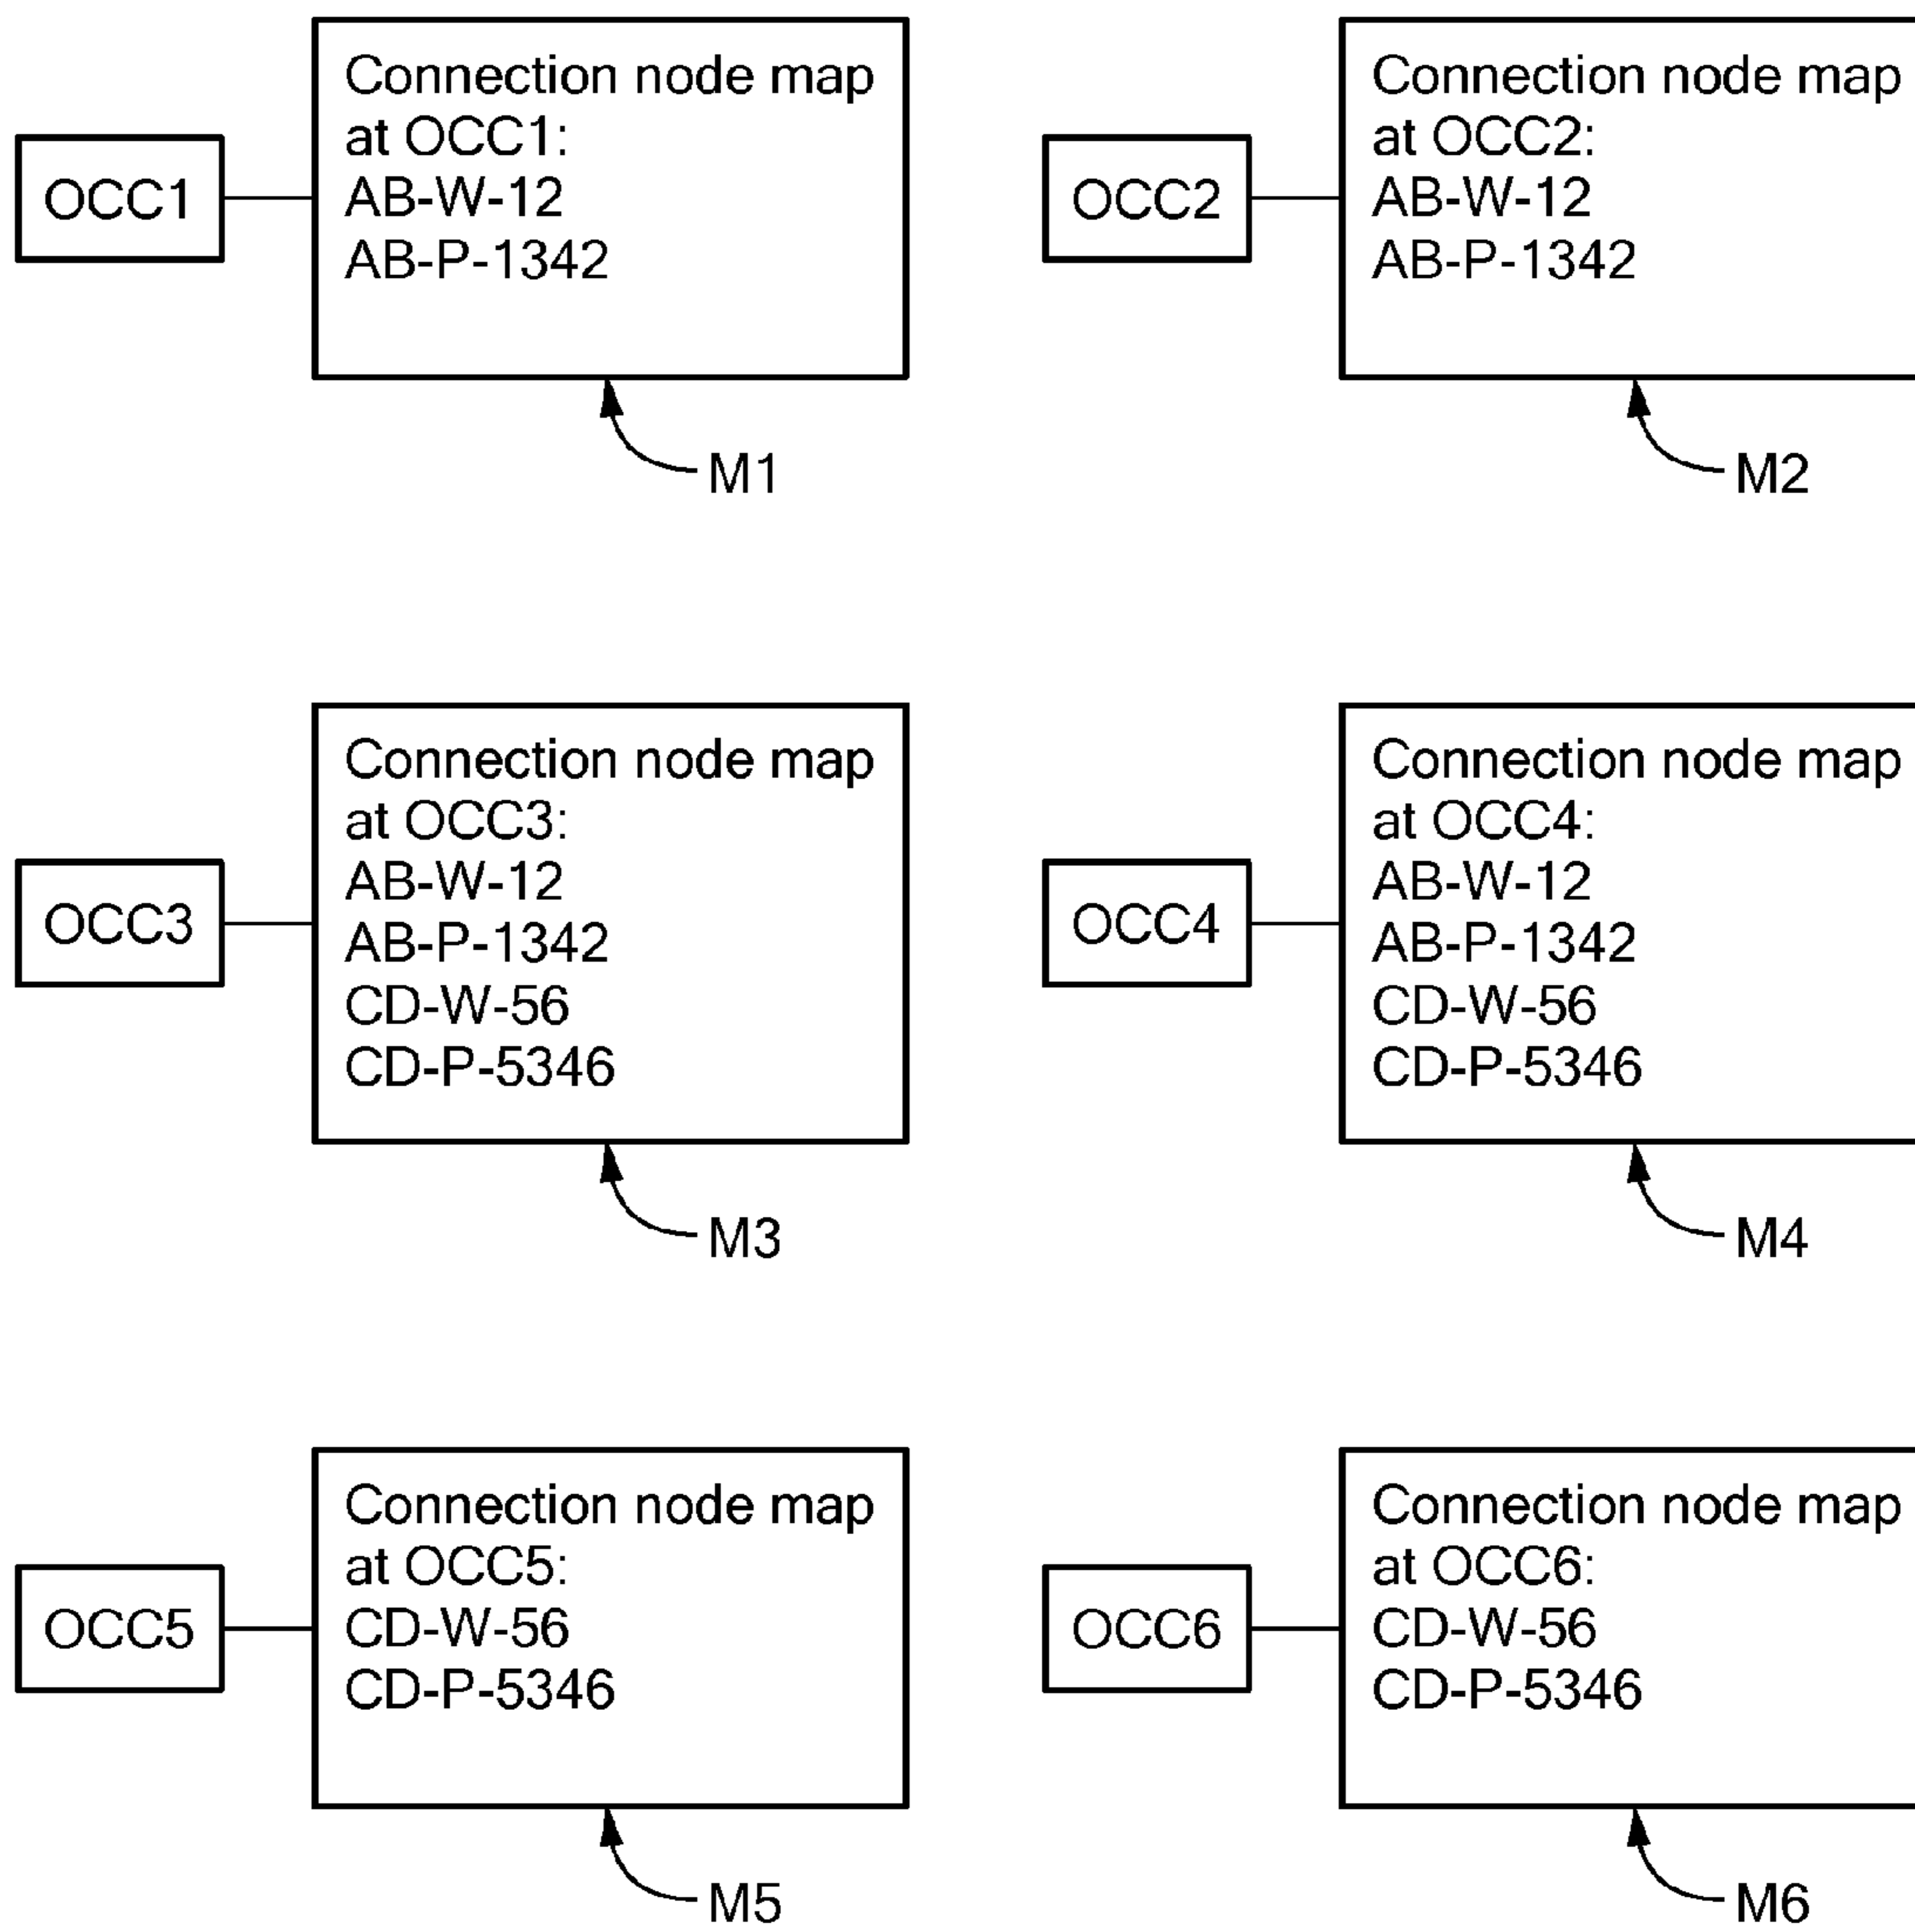 OCC1
Connection node map
at OCC1:
AB-W-12
AB-P-1342
M1
OCC2
Connection node map
at OCC2:
AB-W-12
AB-P-1342
M2
OCC3
Connection node map
at OCC3:
AB-W-12
AB-P-1342
CD-W-56
CD-P-5346
M3
OCC4
Connection node map
at OCC4:
AB-W-12
AB-P-1342
CD-W-56
CD-P-5346
M4
OCC5
Connection node map
at OCC5:
CD-W-56
CD-P-5346
M5
OCC6
Connection node map
at OCC6:
CD-W-56
CD-P-5346
M6